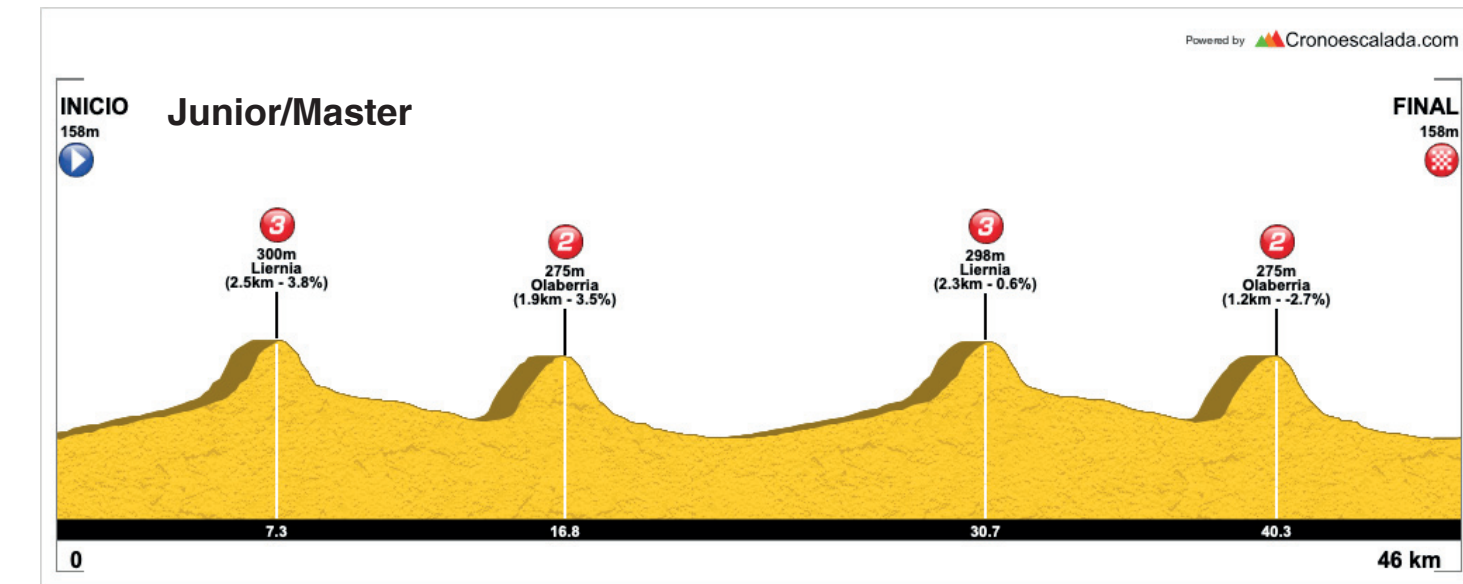 Powered by Cronoescalada.com
INICIO
158m
Junior/Master
FINAL
158m
3
300m
Liernia
(2.5km - 3.8%)
2
275m
Olaberria
(1.9km - 3.5%)
3
298m
Liernia
(2.3km - 0.6%)
2
275m
Olaberria
(1.2km - -2.7%)
7.3
16.8
30.7
40.3
0
46 km